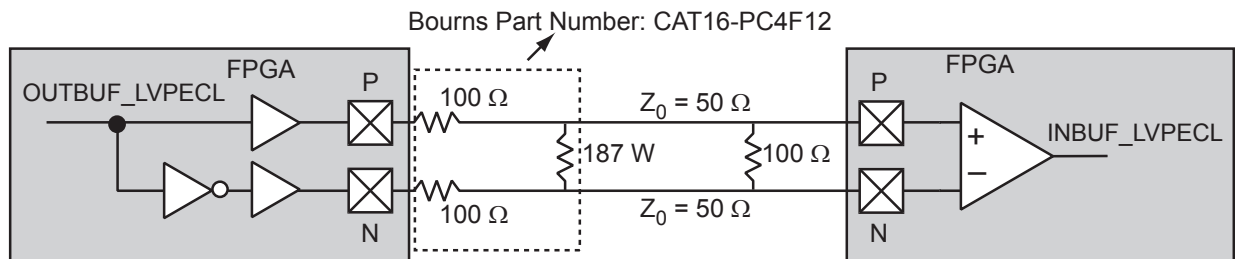 Bourns Part Number: CAT16-PC4F12
FPGA
OUTBUF_LVPECL
P
100 Ω
Z0 = 50 Ω
187 W
100 Ω
100 Ω
Z0 = 50 Ω
N
FPGA
P
+
−
INBUF_LVPECL
N